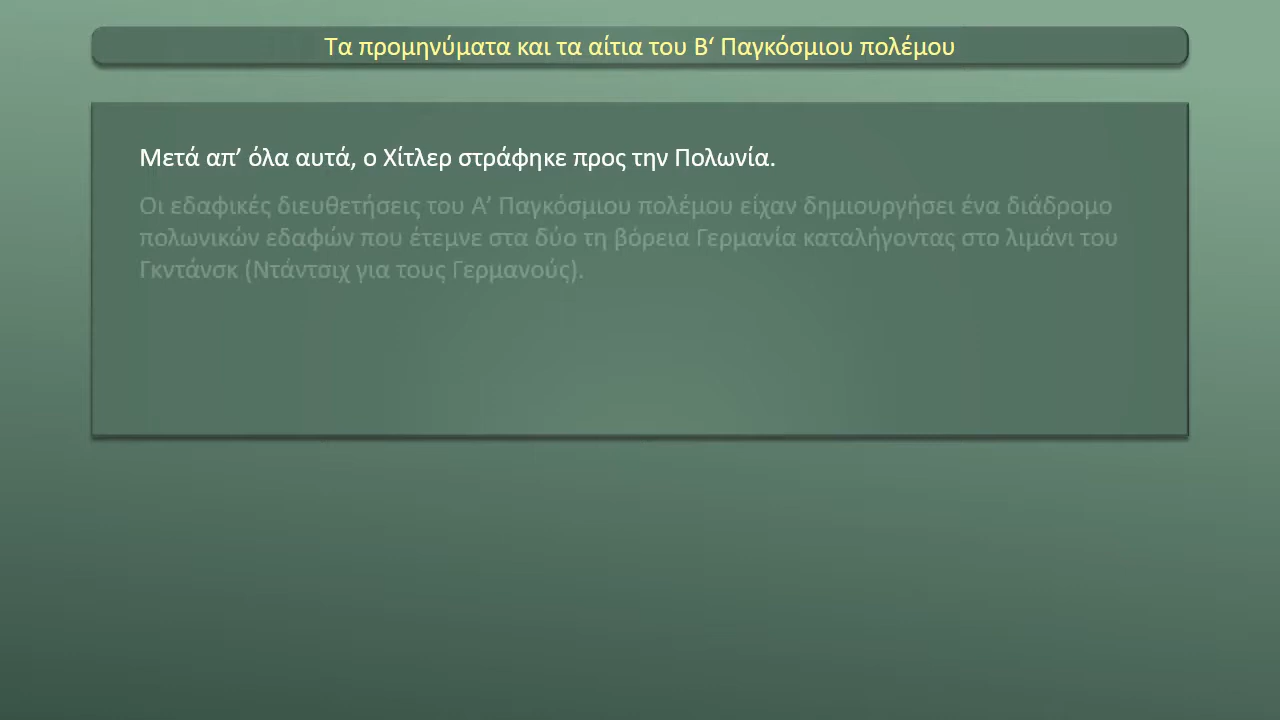 Τα προμηνύματα και τα αίτια του Β‘ Παγκόσμιου πολέμου
Μετά απ’ όλα αυτά, ο Χίτλερ στράφηκε προς την Πολωνία.
Οι εδαφικές διευθετήσεις του Α’ Παγκόσμιου πολέμου είχαν δημιουργήσει ένα διάδρομο
πολωνικών εδαφών που έτεμνε στα δύο τη βόρεια Γερμανία καταλήγοντας στο λιμάνι του
Γκντάνσκ (Ντάντσιχ για τους Γερμανούς).